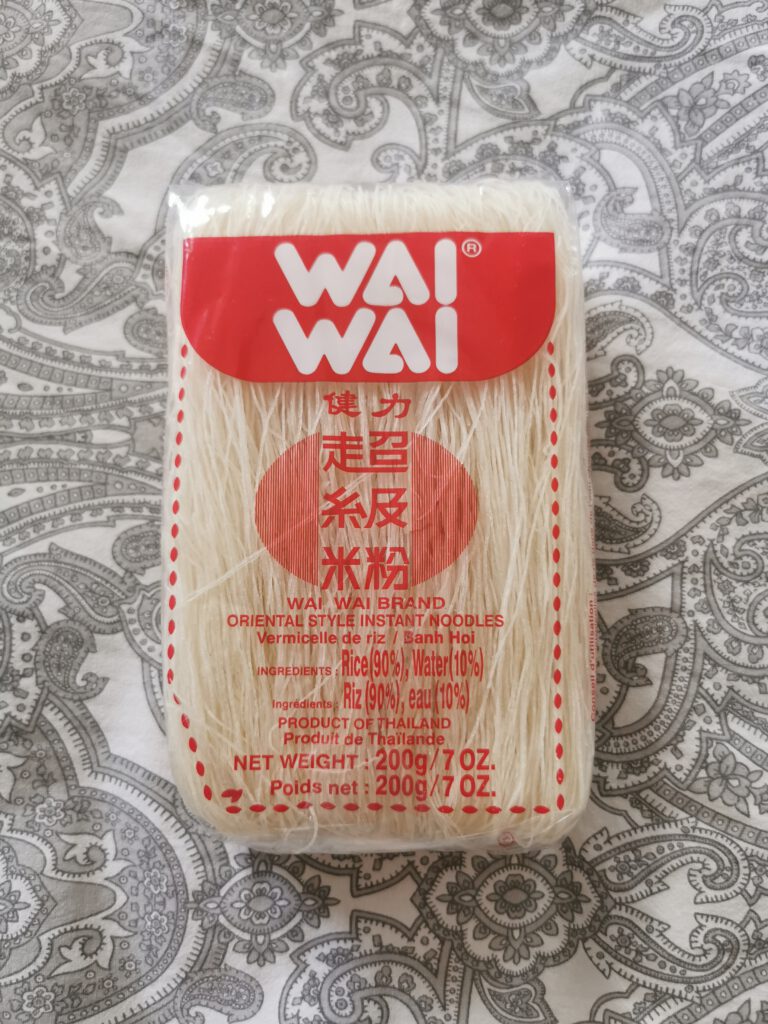 WAI®
WAI
健力
超
級
米粉
WAI WAI BRAND
ORIENTAL STYLE INSTANT NOODLES
Vermicelle de riz / Banh Hoi
INGREDIENTS : Rice(90%), Water(10%)
Ingrédients : Riz (90%), eau (10%)
PRODUCT OF THAILAND
Produit de Thaïlande
NET WEIGHT : 200g/7 OZ.
Poids net : 200g/7 OZ.
Conseil d'utilisation :